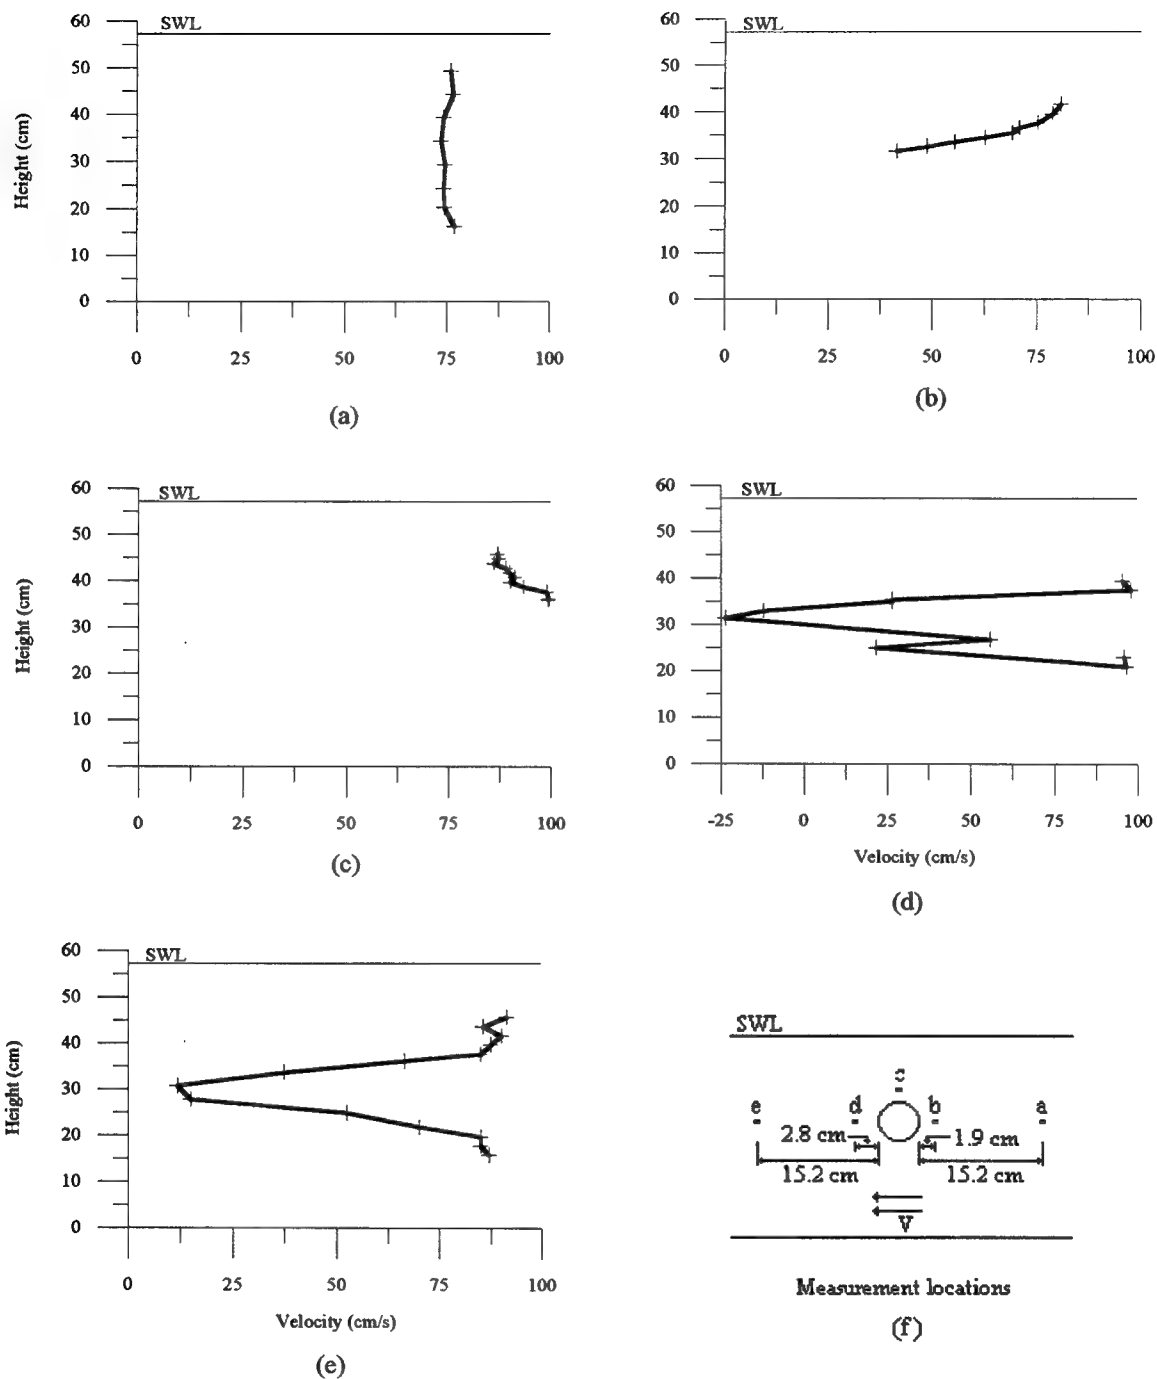 60
SWL
50
40
30
20
10
0
Height (cm)
0 25 50 75 100
(a)
60
SWL
50
40
30
20
10
0
0 25 50 75 100
(b)
60
SWL
50
40
30
20
10
0
Height (cm)
0 25 50 75 100
(c)
60
SWL
50
40
30
20
10
0
-25 0 25 50 75 100
Velocity (cm/s)
(d)
60
SWL
50
40
30
20
10
0
Height (cm)
0 25 50 75 100
Velocity (cm/s)
(e)
SWL
c
e d b a
2.8 cm 1.9 cm
15.2 cm 15.2 cm
V
Measurement locations
(f)